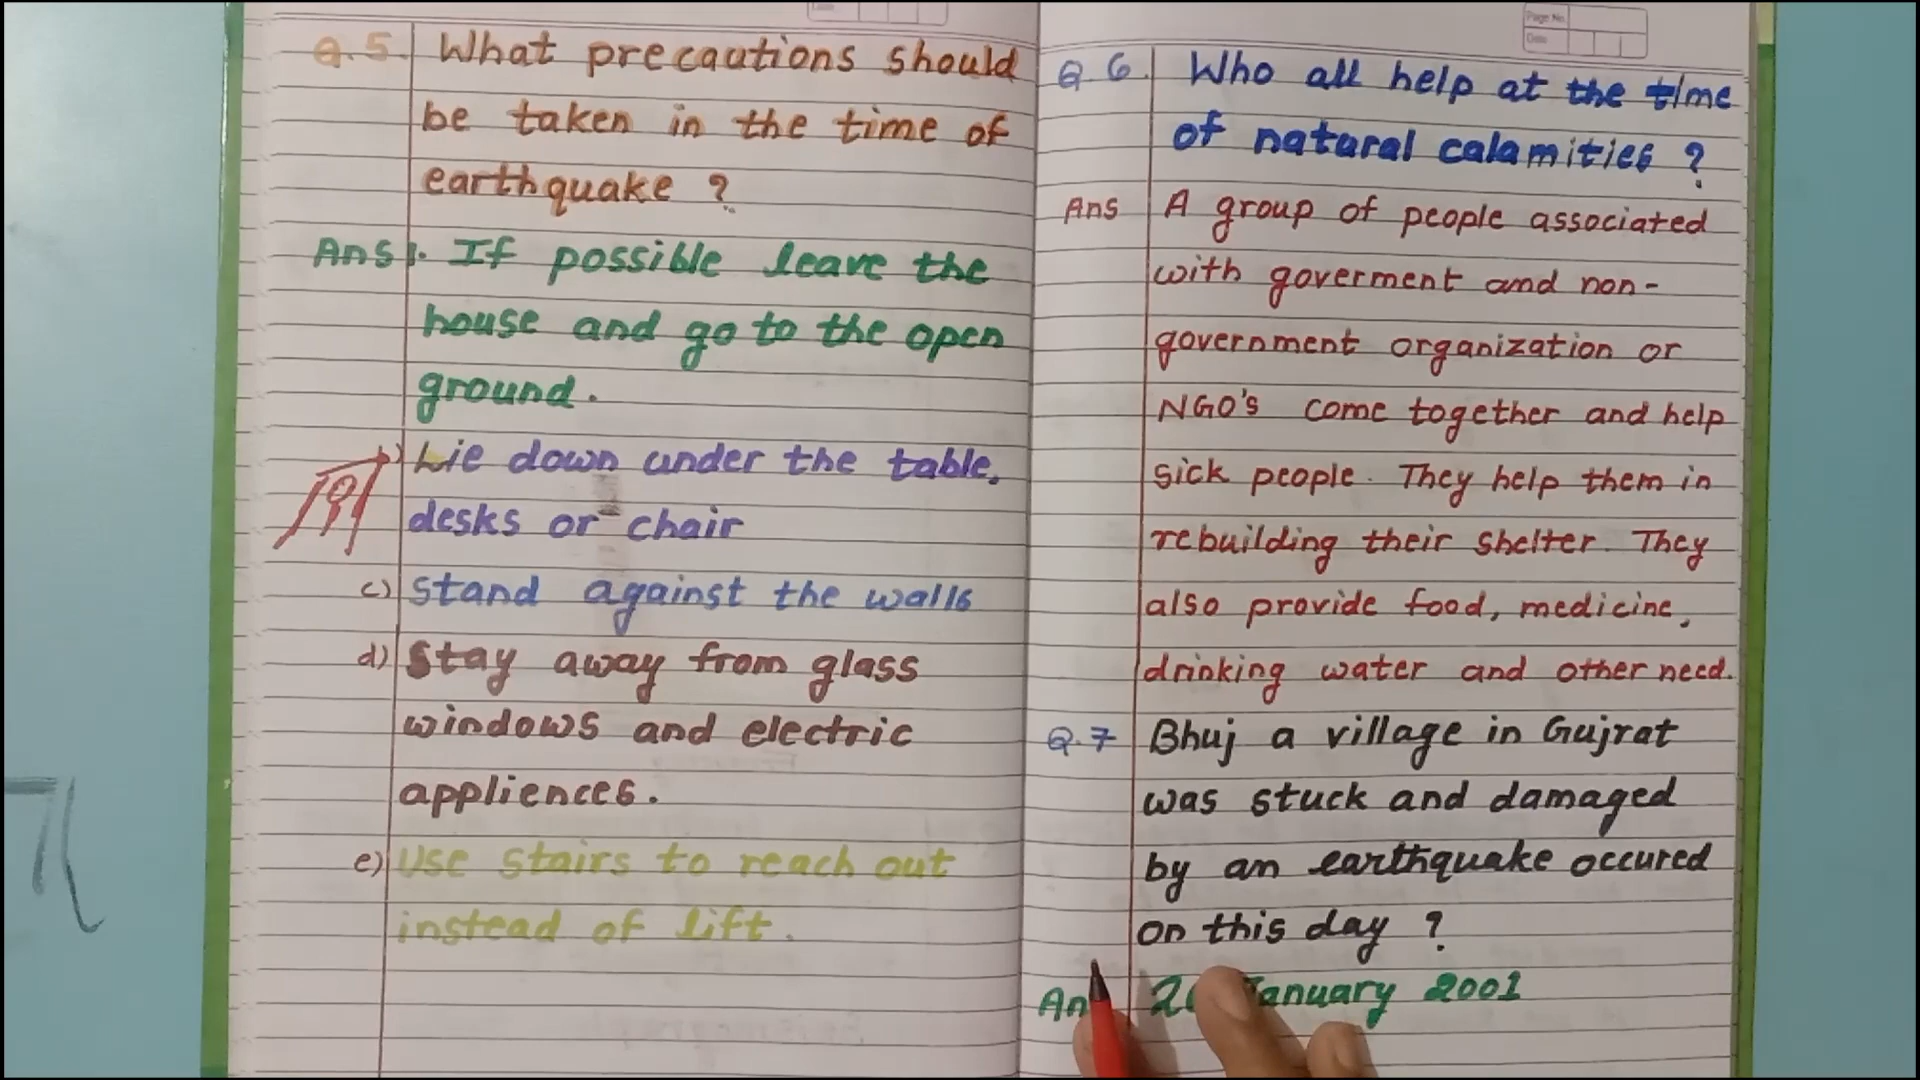 Q.5. What precautions should
be taken in the time of
earthquake ?
Ans 1. If possible leave the
house and go to the open
ground.
Lie down under the table,
desks or chair
c) Stand against the walls
d) Stay away from glass
windows and electric
appliences.
e) Use stairs to reach out
instead of lift.
Page No.
Date
Q 6. Who all help at the time
of natural calamities ?
Ans A group of people associated
with goverment and non-
government organization or
NGO's come together and help
sick people. They help them in
rebuilding their shelter. They
also provide food, medicine,
drinking water and other need.
Q.7 Bhuj a village in Gujrat
was stuck and damaged
by an earthquake occured
on this day ?
January 2001